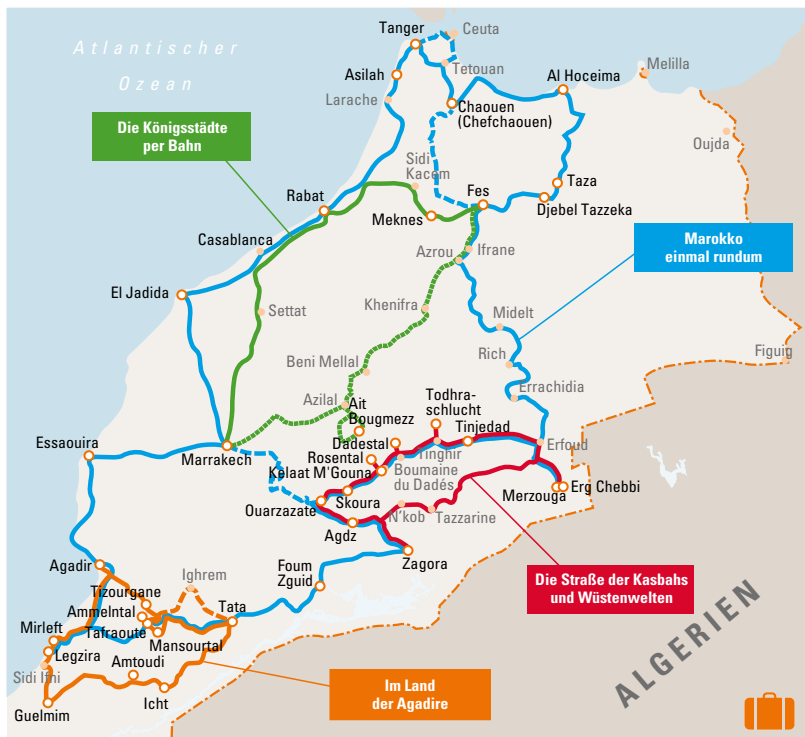 Atlantischer
Ozean
Ceuta
Tanger
Tetouan
Asilah
Larache
Al Hoceima
Melilla
Chaouen
(Chefchaouen)
Oujda
Die Königsstädte
per Bahn
Sidi
Kacem
Rabat
Fes
Taza
Meknes
Djebel Tazzeka
Casablanca
Azrou
Ifrane
Marokko
einmal rundum
El Jadida
Settat
Khenifra
Midelt
Beni Mellal
Rich
Figuig
Azilal
Ait
Bougmezz
Todhra-
schlucht
Errachidia
Essaouira
Marrakech
Dadestal
Tinjedad
Rosental
Tinghir
Erfoud
Kelaat M'Gouna
Boumaine
du Dadés
Skoura
Merzouga
Erg Chebbi
Ouarzazate
N'kob
Tazzarine
Agdz
Zagora
Agadir
Foum
Zguid
Ighrem
Tizourgane
Ammelntal
Tata
Die Straße der Kasbahs
und Wüstenwelten
Tafraoute
Mirleft
Mansourtal
Legzira
Amtoudi
Sidi Ifni
Icht
Guelmim
Im Land
der Agadire
ALGERIEN